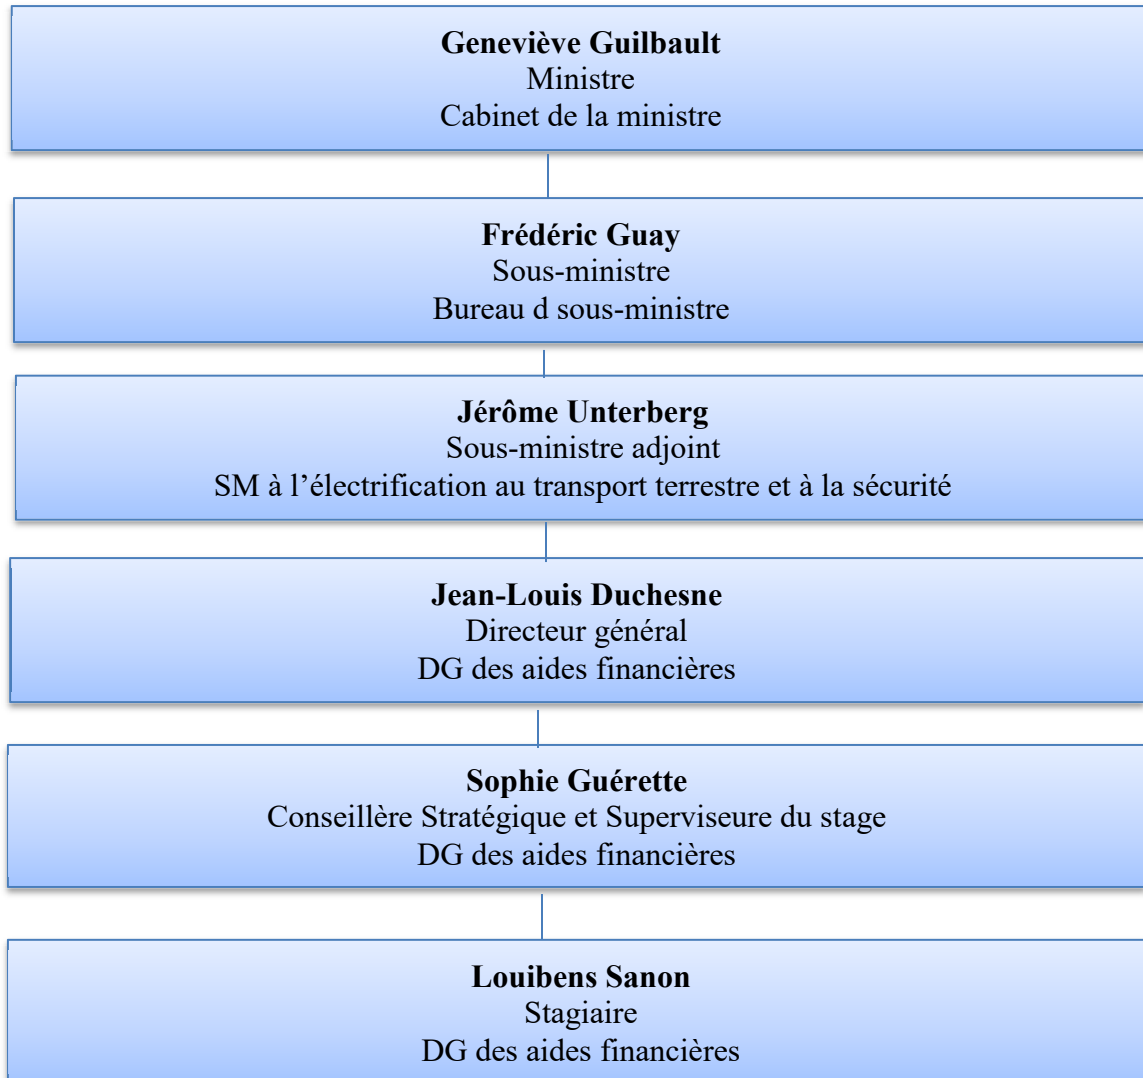 Geneviève Guilbault
Ministre
Cabinet de la ministre
Frédéric Guay
Sous-ministre
Bureau d sous-ministre
Jérôme Unterberg
Sous-ministre adjoint
SM à l’électrification au transport terrestre et à la sécurité
Jean-Louis Duchesne
Directeur général
DG des aides financières
Sophie Guérette
Conseillère Stratégique et Superviseure du stage
DG des aides financières
Louibens Sanon
Stagiaire
DG des aides financières